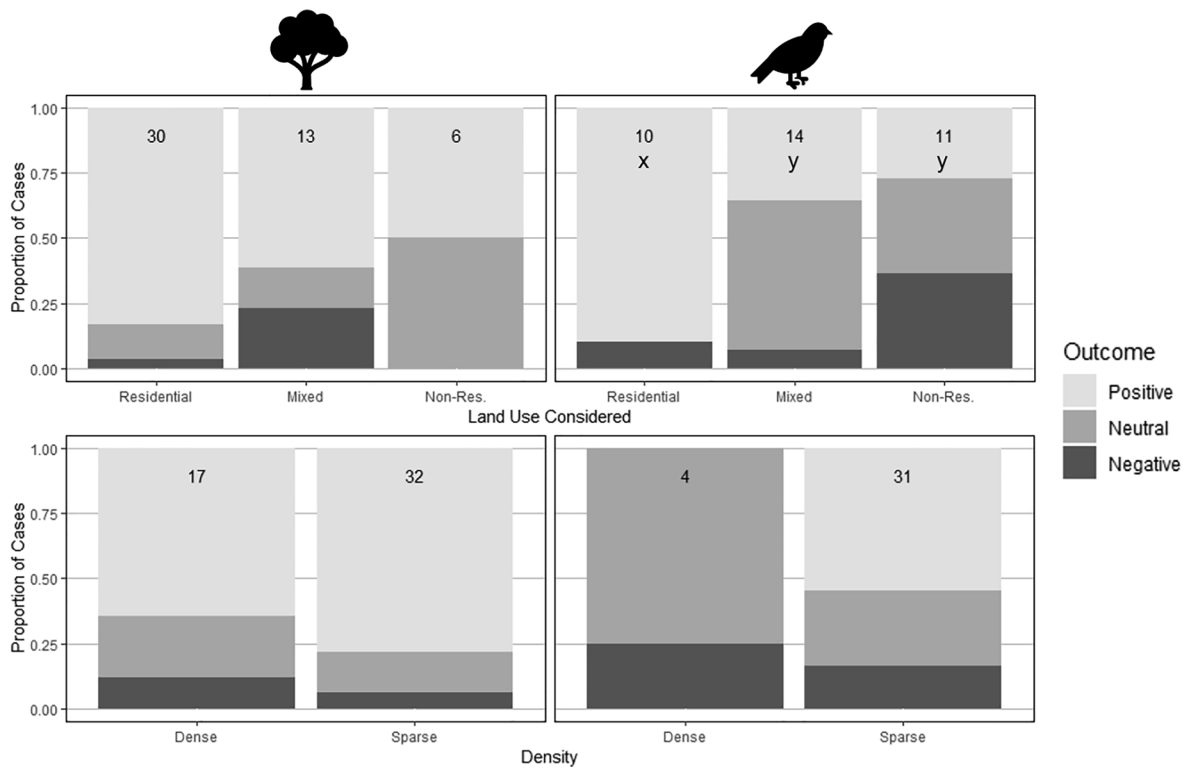 1.00
0.75
0.50
0.25
0.00
Proportion of Cases
30 13 6
Residential Mixed Non-Res.
10 14 11
x y y
Residential Mixed Non-Res.
Land Use Considered
1.00
0.75
0.50
0.25
0.00
Proportion of Cases
17 32
Dense Sparse
4 31
Dense Sparse
Density
Outcome
Positive
Neutral
Negative